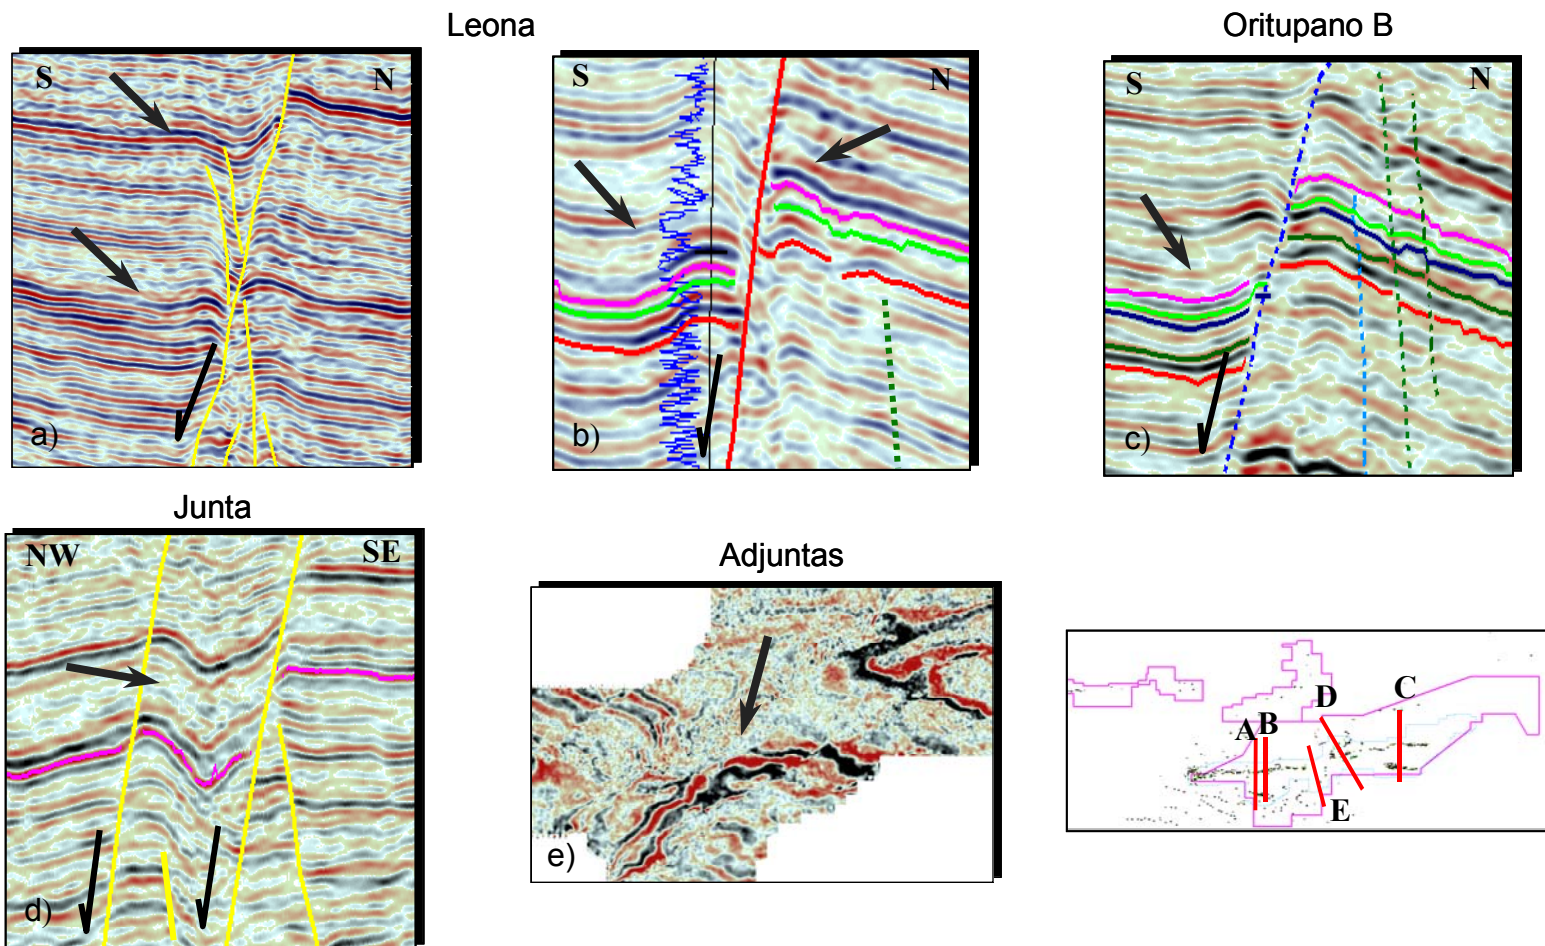 Leona
Oritupano B
S
N
a)
S
N
b)
S
N
c)
Junta
NW
SE
d)
Adjuntas
e)
A
B
D
C
E